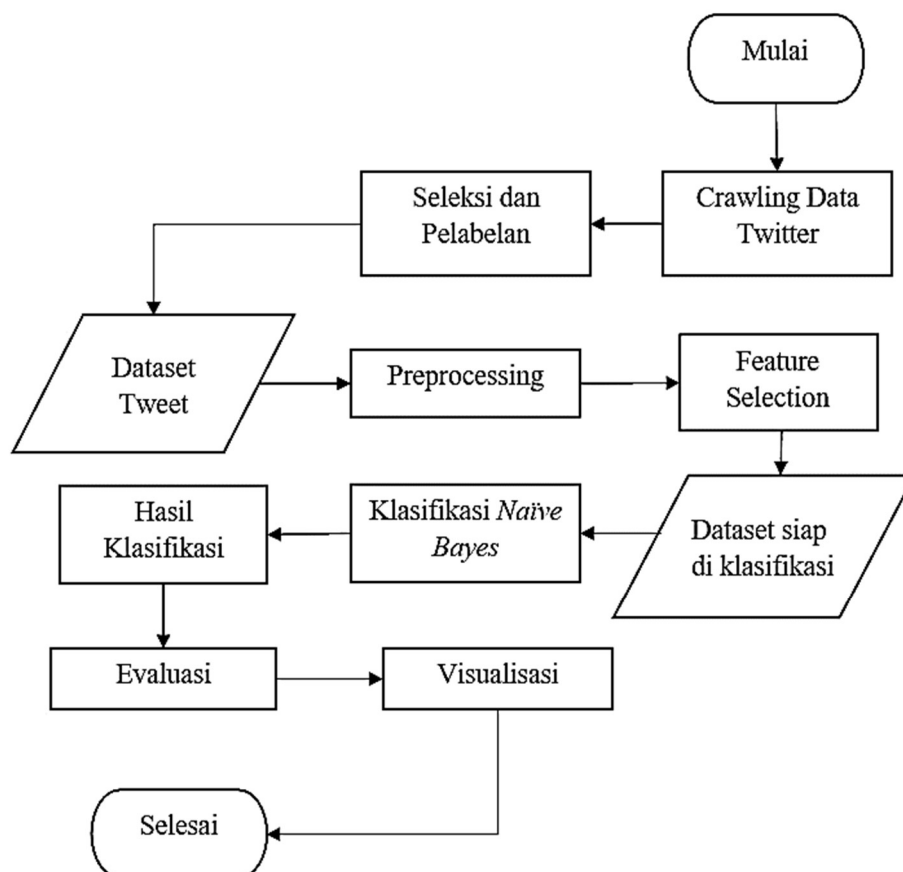 Mulai
Crawling Data
Twitter
Seleksi dan
Pelabelan
Dataset
Tweet
Preprocessing
Feature
Selection
Dataset siap
di klasifikasi
Klasifikasi Naïve
Bayes
Hasil
Klasifikasi
Evaluasi
Visualisasi
Selesai